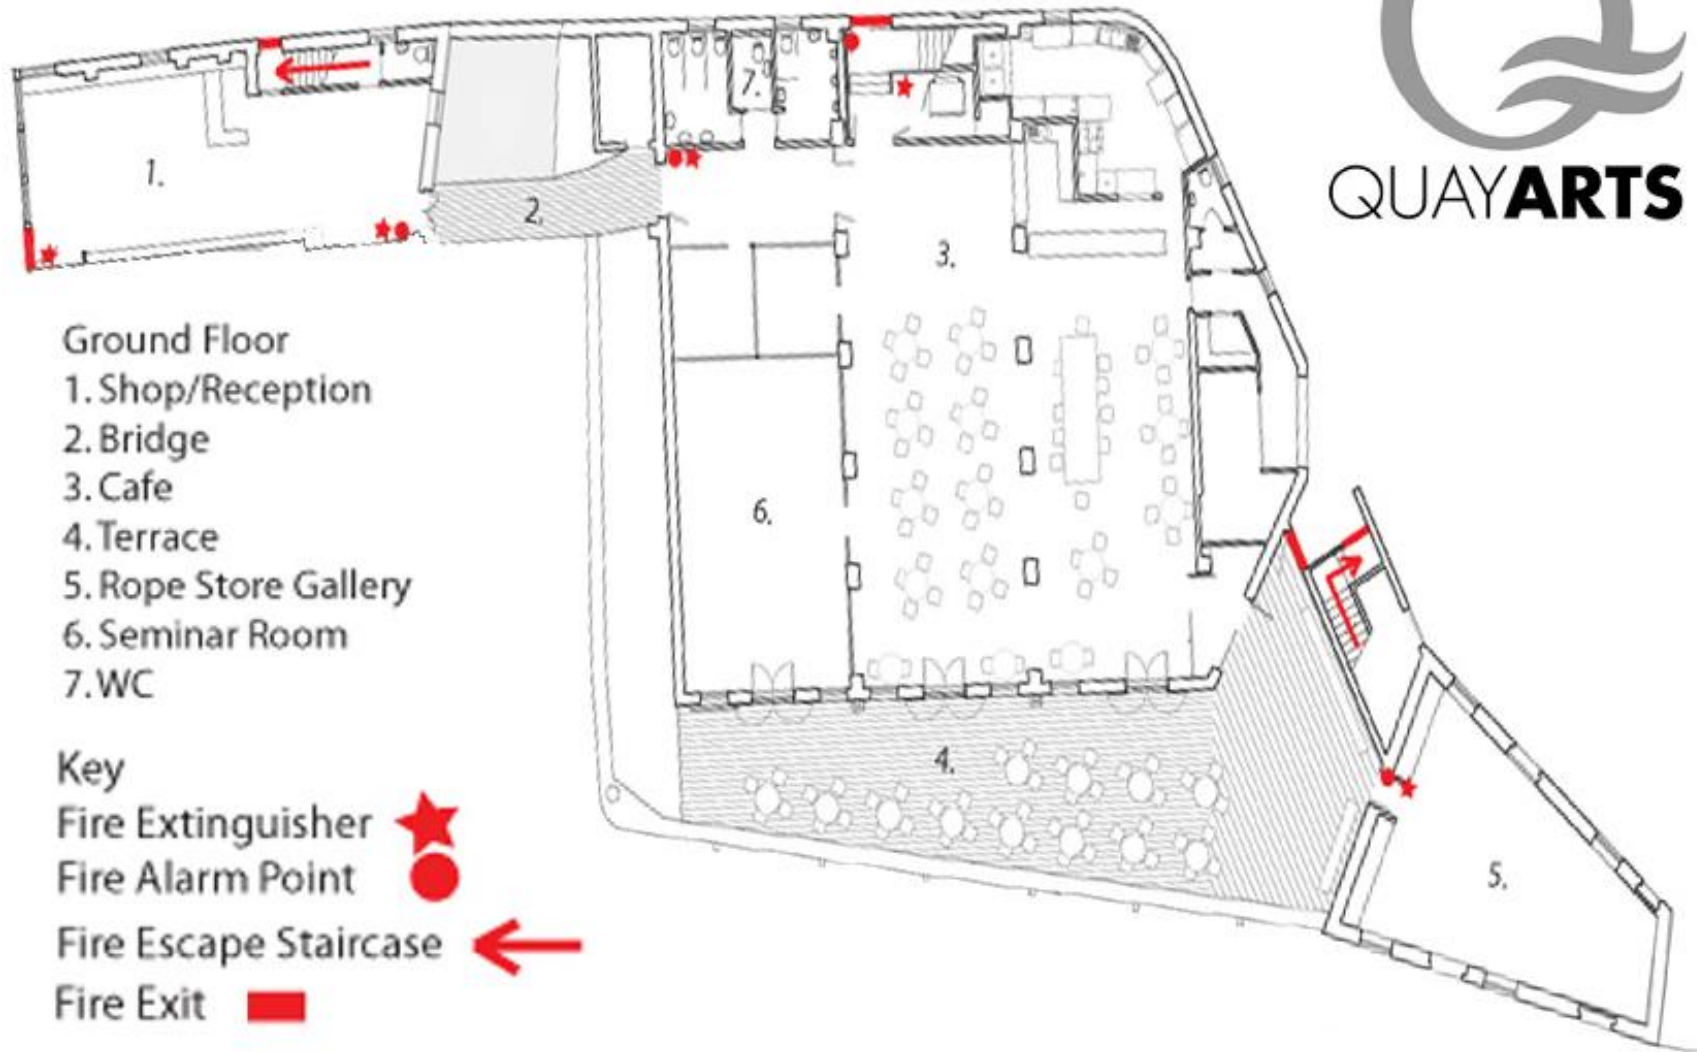 1.
2.
7.
3.
QUAYARTS
6.
4.
5.
Ground Floor
1. Shop/Reception
2. Bridge
3. Cafe
4. Terrace
5. Rope Store Gallery
6. Seminar Room
7. WC
Key
Fire Extinguisher
Fire Alarm Point
Fire Escape Staircase
Fire Exit